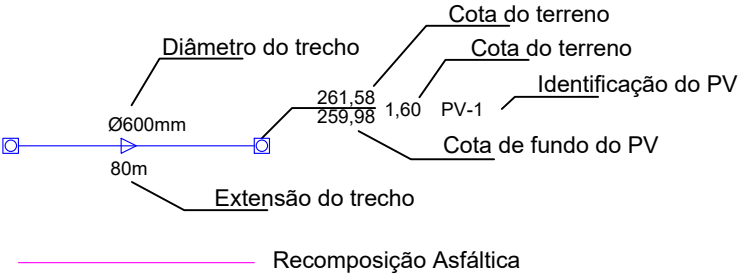 Cota do terreno
Diâmetro do trecho
Cota do terreno
Identificação do PV
261,58
259,98
1,60
PV-1
Ø600mm
Cota de fundo do PV
80m
Extensão do trecho
Recomposição Asfáltica